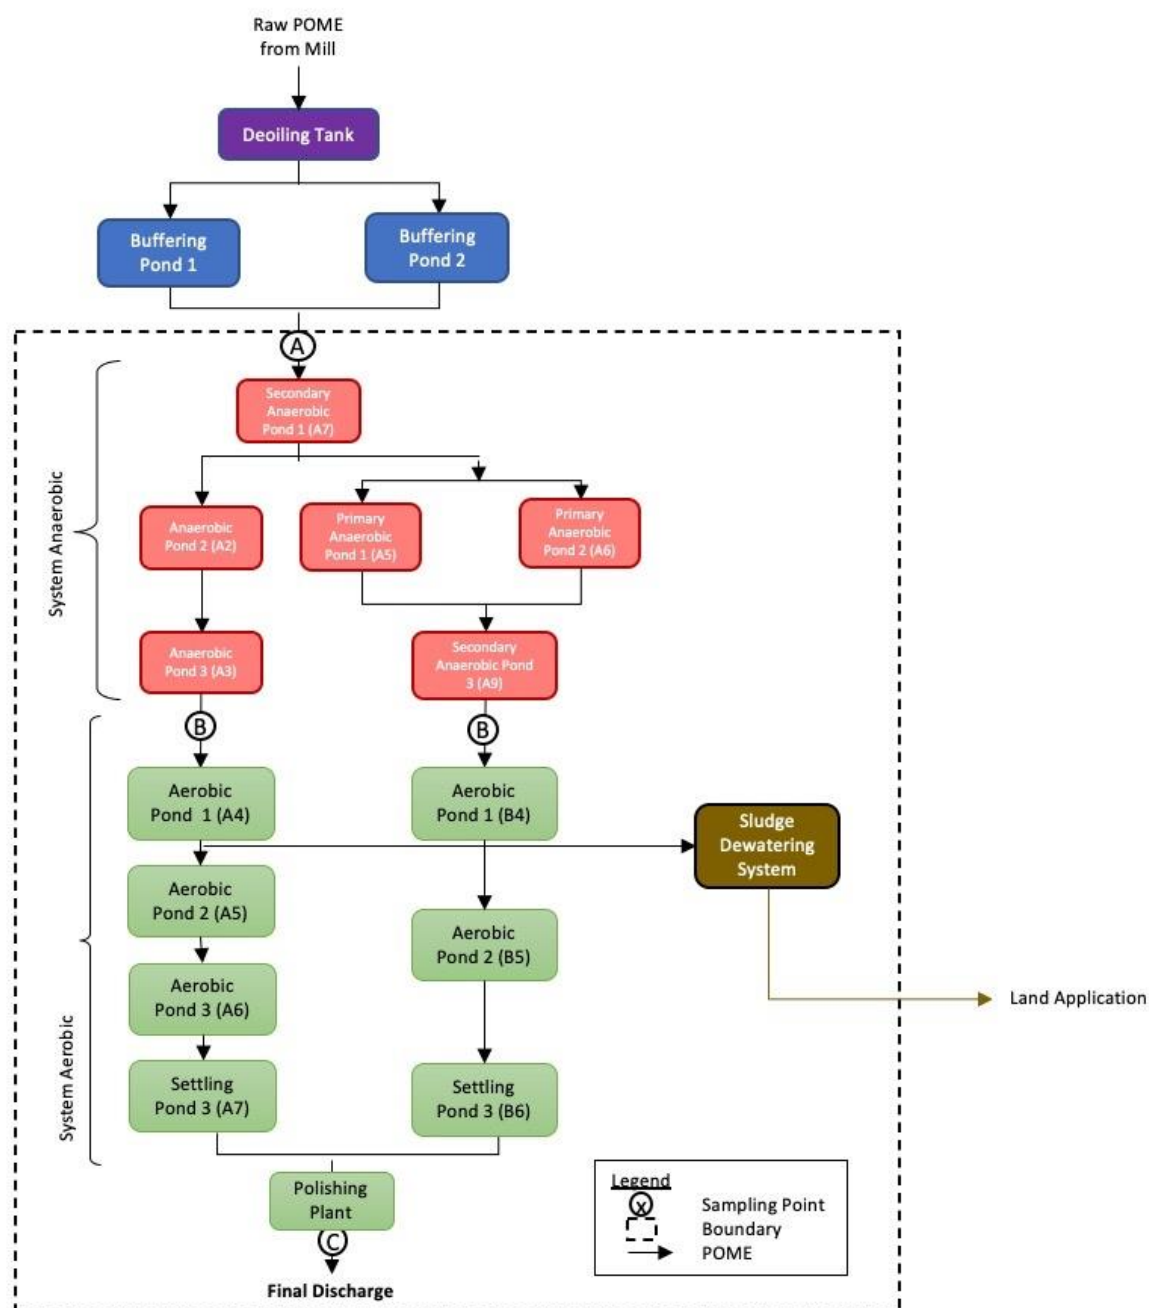 Raw POME
from Mill
Deoiling Tank
Buffering
Pond 1
Buffering
Pond 2
A
Secondary
Anaerobic
Pond 1 (A7)
System Anaerobic
Anaerobic
Pond 2 (A2)
Primary
Anaerobic
Pond 1 (A5)
Primary
Anaerobic
Pond 2 (A6)
Anaerobic
Pond 3 (A3)
Secondary
Anaerobic Pond
3 (A9)
B
B
System Aerobic
Aerobic
Pond 1 (A4)
Aerobic
Pond 1 (B4)
Sludge
Dewatering
System
Aerobic
Pond 2 (A5)
Aerobic
Pond 2 (B5)
Aerobic
Pond 3 (A6)
Land Application
Settling
Pond 3 (A7)
Settling
Pond 3 (B6)
Polishing
Plant
C
Final Discharge
Legend
x Sampling Point
Boundary
POME